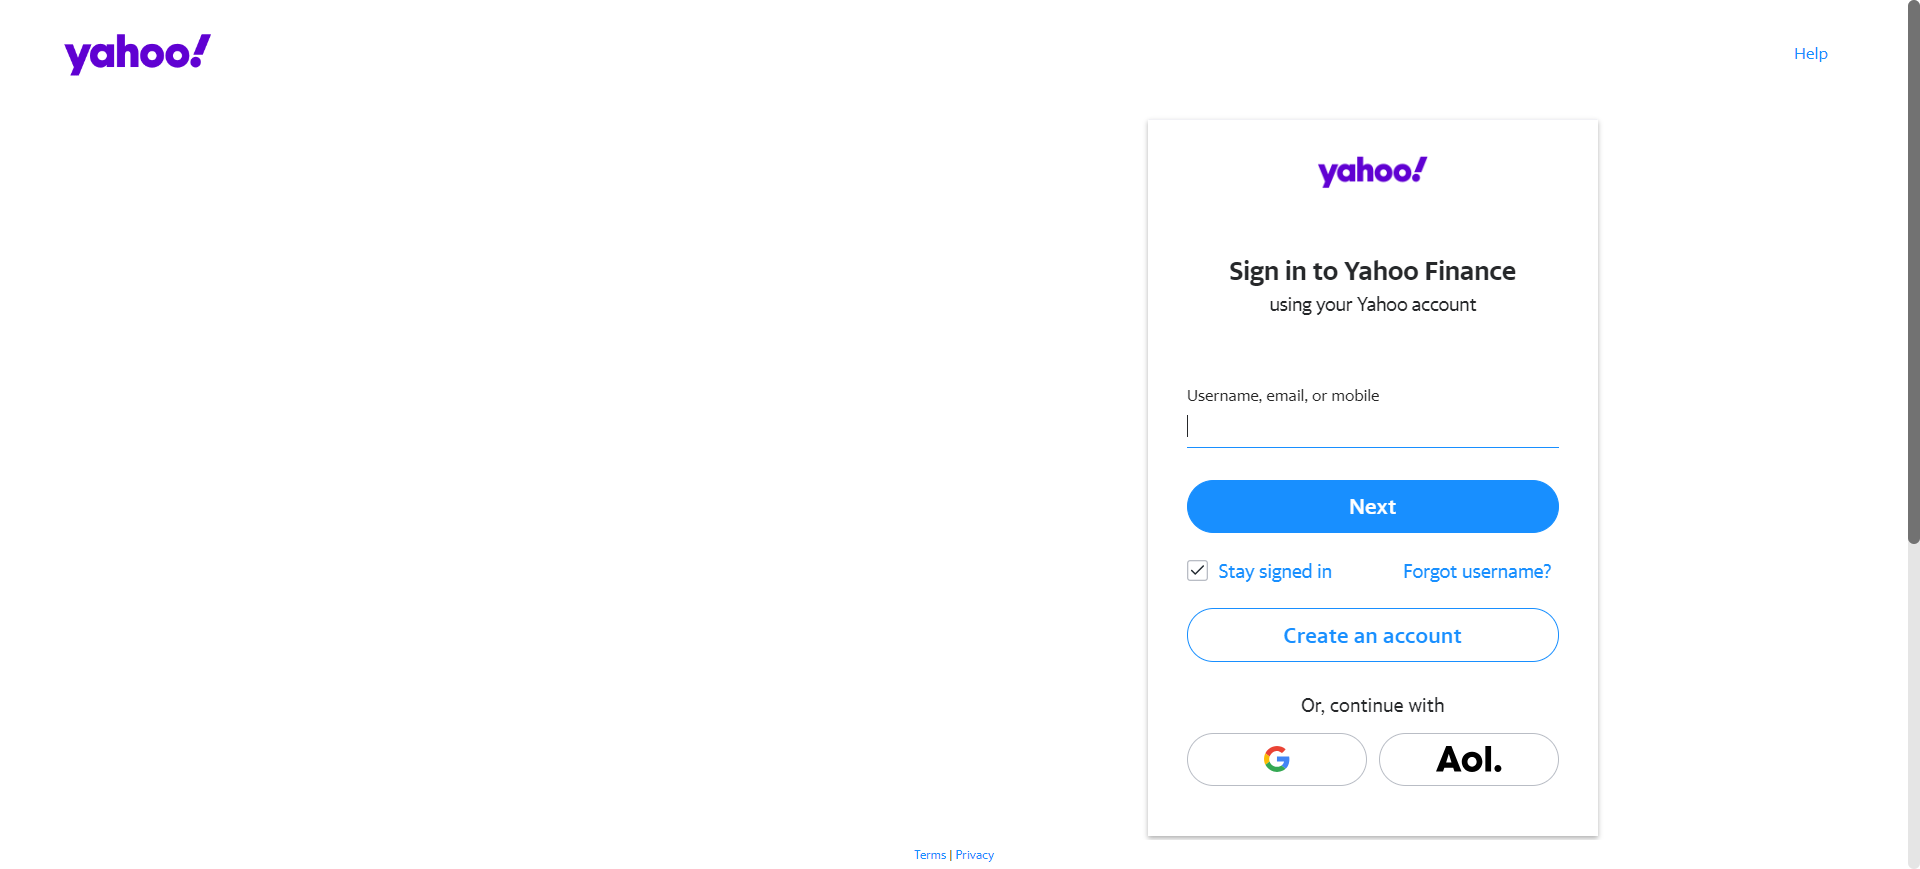 yahoo!
Help
yahoo!
Sign in to Yahoo Finance
using your Yahoo account
Username, email, or mobile
Next
Stay signed in
Forgot username?
Create an account
Or, continue with
G
Aol.
Terms | Privacy